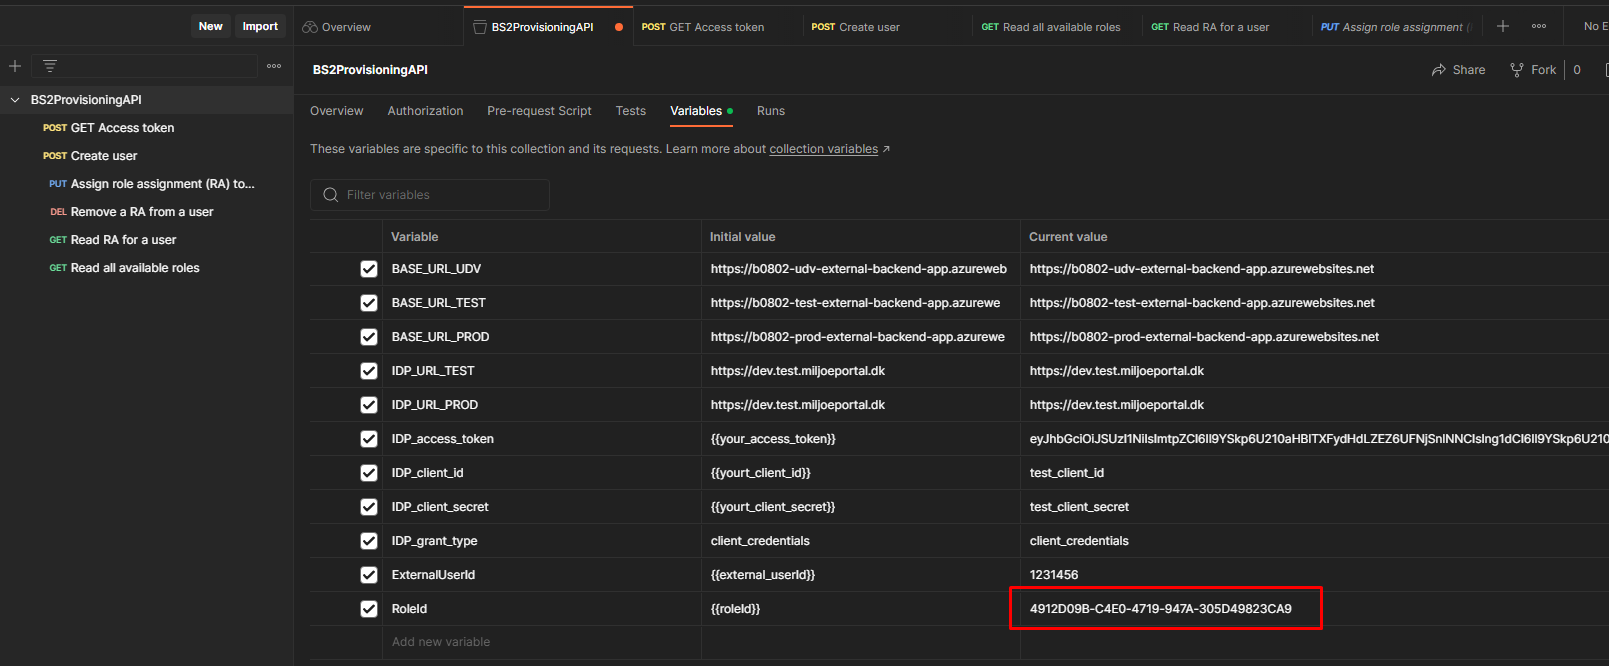 New Import
Overview BS2ProvisioningAPI POST GET Access token POST Create user GET Read all available roles GET Read RA for a user PUT Assign role assignment No E
BS2ProvisioningAPI Share Fork 0
BS2ProvisioningAPI
POST GET Access token
POST Create user
PUT Assign role assignment (RA) to...
DEL Remove a RA from a user
GET Read RA for a user
GET Read all available roles
Overview Authorization Pre-request Script Tests Variables Runs
These variables are specific to this collection and its requests. Learn more about collection variables ↗
Filter variables
Variable Initial value Current value
BASE_URL_UDV https://b0802-udv-external-backend-app.azureweb https://b0802-udv-external-backend-app.azurewebsites.net
BASE_URL_TEST https://b0802-test-external-backend-app.azurewe https://b0802-test-external-backend-app.azurewebsites.net
BASE_URL_PROD https://b0802-prod-external-backend-app.azurewe https://b0802-prod-external-backend-app.azurewebsites.net
IDP_URL_TEST https://dev.test.miljoeportal.dk https://dev.test.miljoeportal.dk
IDP_URL_PROD https://dev.test.miljoeportal.dk https://dev.test.miljoeportal.dk
IDP_access_token {{your_access_token}}
IDP_client_id {{yourt_client_id}} test_client_id
IDP_client_secret {{yourt_client_secret}} test_client_secret
IDP_grant_type client_credentials client_credentials
ExternalUserId {{external_userId}} 1231456
RoleId {{roleId}} 4912D09B-C4E0-4719-947A-305D49823CA9
Add new variable